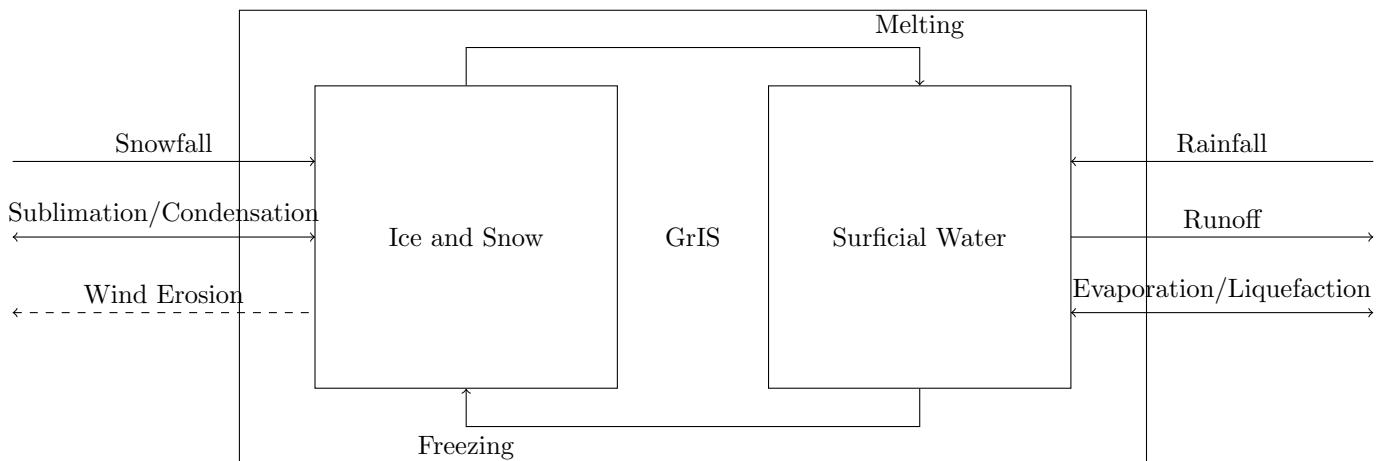 Melting
Snowfall
Rainfall
Sublimation/Condensation
Runoff
Ice and Snow
GrIS
Surficial Water
Wind Erosion
Evaporation/Liquefaction
Freezing